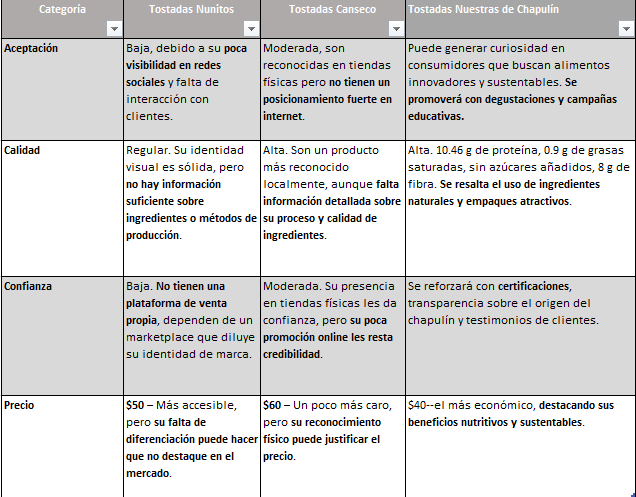 Categoría
Tostadas Nunitos
Tostadas Canseco
Tostadas Nuestras de Chapulín
Aceptación
Baja, debido a su poca
visibilidad en redes
sociales y falta de
interacción con
clientes.
Moderada, son
reconocidas en tiendas
físicas pero no tienen un
posicionamiento fuerte en
internet.
Puede generar curiosidad en
consumidores que buscan alimentos
innovadores y sustentables. Se
promoverá con degustaciones y campañas
educativas.
Calidad
Regular. Su identidad
visual es sólida, pero
no hay información
suficiente sobre
ingredientes o métodos de
producción.
Alta. Son un producto
más reconocido
localmente, aunque falta
información detallada sobre
su proceso y calidad de
ingredientes.
Alta. 10.46 g de proteína, 0.9 g de grasas
saturadas, sin azúcares añadidos, 8 g de
fibra. Se resalta el uso de ingredientes
naturales y empaques atractivos.
Confianza
Baja. No tienen una
plataforma de venta
propia, dependen de un
marketplace que diluye
su identidad de marca.
Moderada. Su presencia
en tiendas físicas les da
confianza, pero su poca
promoción online les resta
credibilidad.
Se reforzará con certificaciones,
transparencia sobre el origen del
chapulín y testimonios de clientes.
Precio
$50 – Más accesible,
pero su falta de
diferenciación puede hacer
que no destaque en el
mercado.
$60 – Un poco más caro,
pero su reconocimiento
físico puede justificar el
precio.
$40--el más económico, destacando sus
beneficios nutritivos y sustentables.